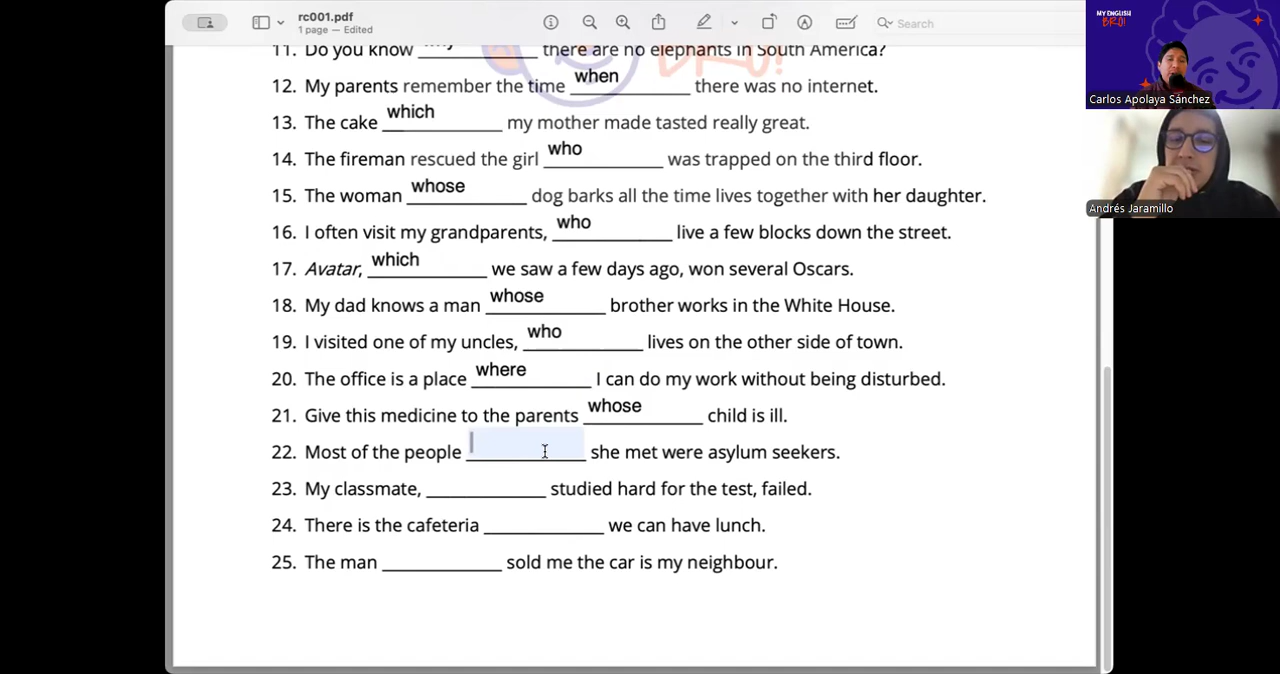 rc001.pdf
1 page — Edited
Search
MY ENGLISH
BRO!
Carlos Apolaya Sánchez
Andrés Jaramillo
11. Do you know why there are no elephants in South America?
12. My parents remember the time when there was no internet.
13. The cake which my mother made tasted really great.
14. The fireman rescued the girl who was trapped on the third floor.
15. The woman whose dog barks all the time lives together with her daughter.
16. I often visit my grandparents, who live a few blocks down the street.
17. Avatar, which we saw a few days ago, won several Oscars.
18. My dad knows a man whose brother works in the White House.
19. I visited one of my uncles, who lives on the other side of town.
20. The office is a place where I can do my work without being disturbed.
21. Give this medicine to the parents whose child is ill.
22. Most of the people ____________ she met were asylum seekers.
23. My classmate, ____________ studied hard for the test, failed.
24. There is the cafeteria ____________ we can have lunch.
25. The man ____________ sold me the car is my neighbour.